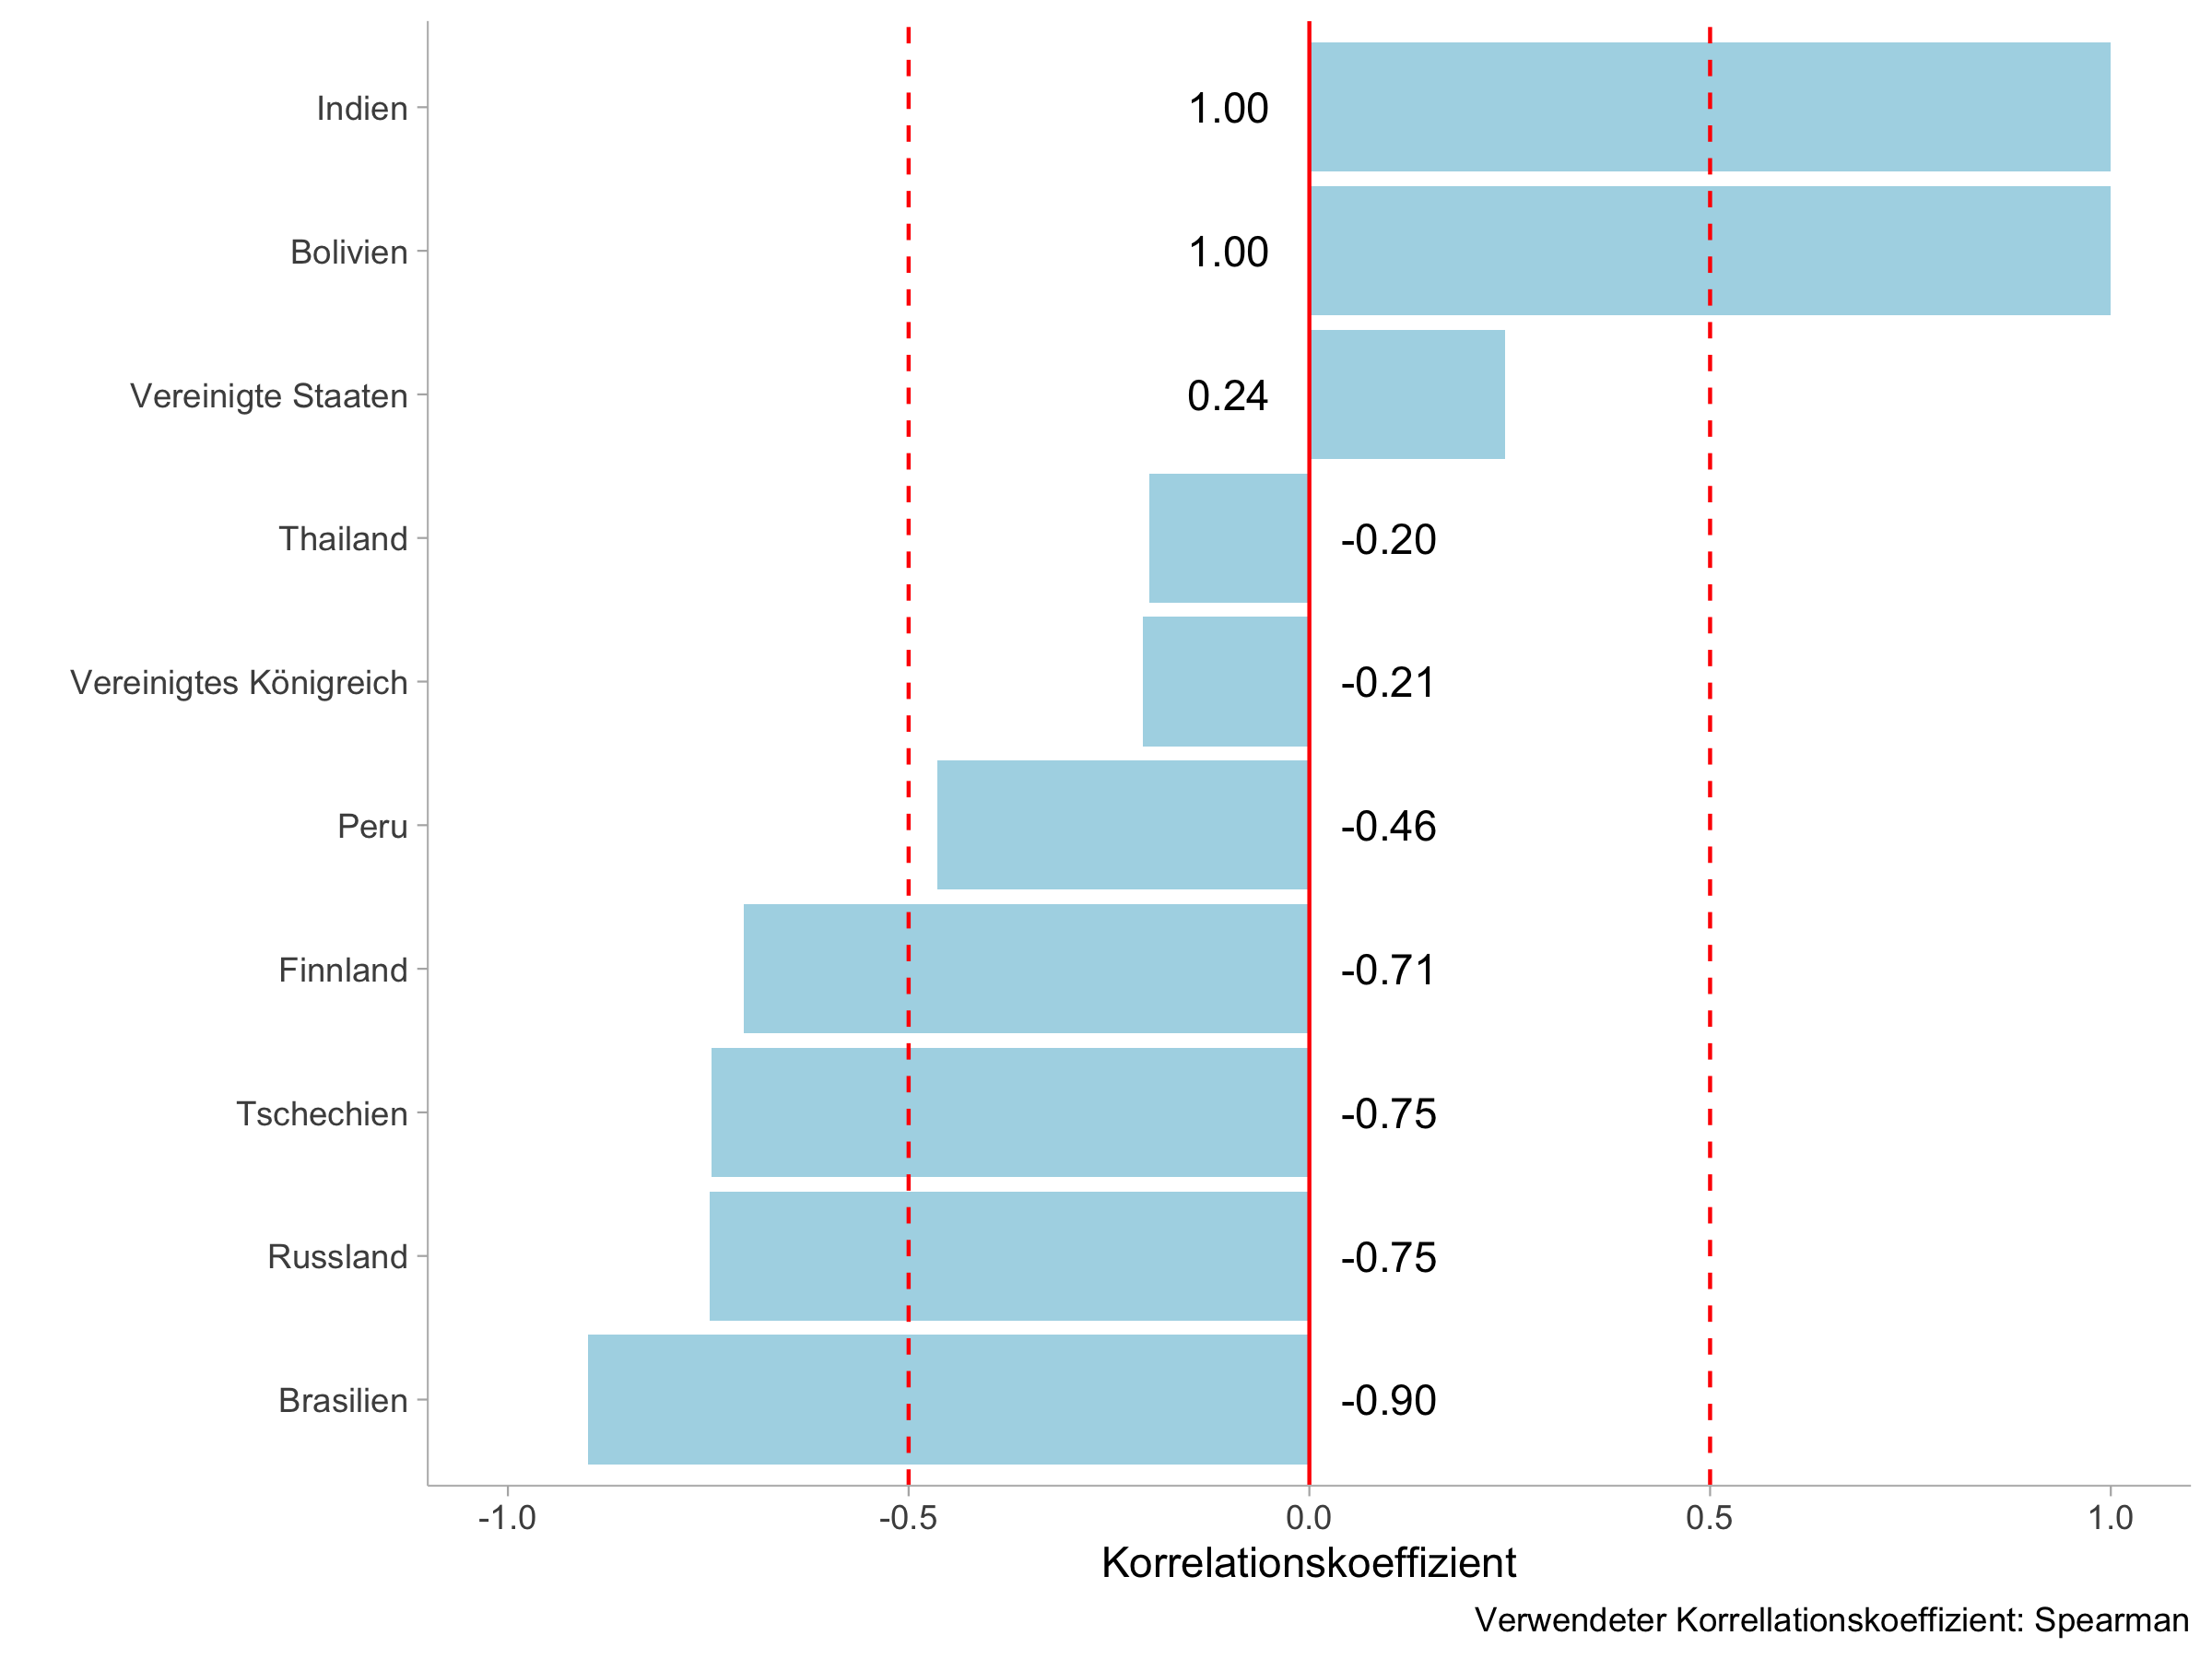 Indien 1.00
Bolivien 1.00
Vereinigte Staaten 0.24
Thailand -0.20
Vereinigtes Königreich -0.21
Peru -0.46
Finnland -0.71
Tschechien -0.75
Russland -0.75
Brasilien -0.90
-1.0 -0.5 0.0 0.5 1.0
Korrelationskoeffizient
Verwendeter Korrellationskoeffizient: Spearman